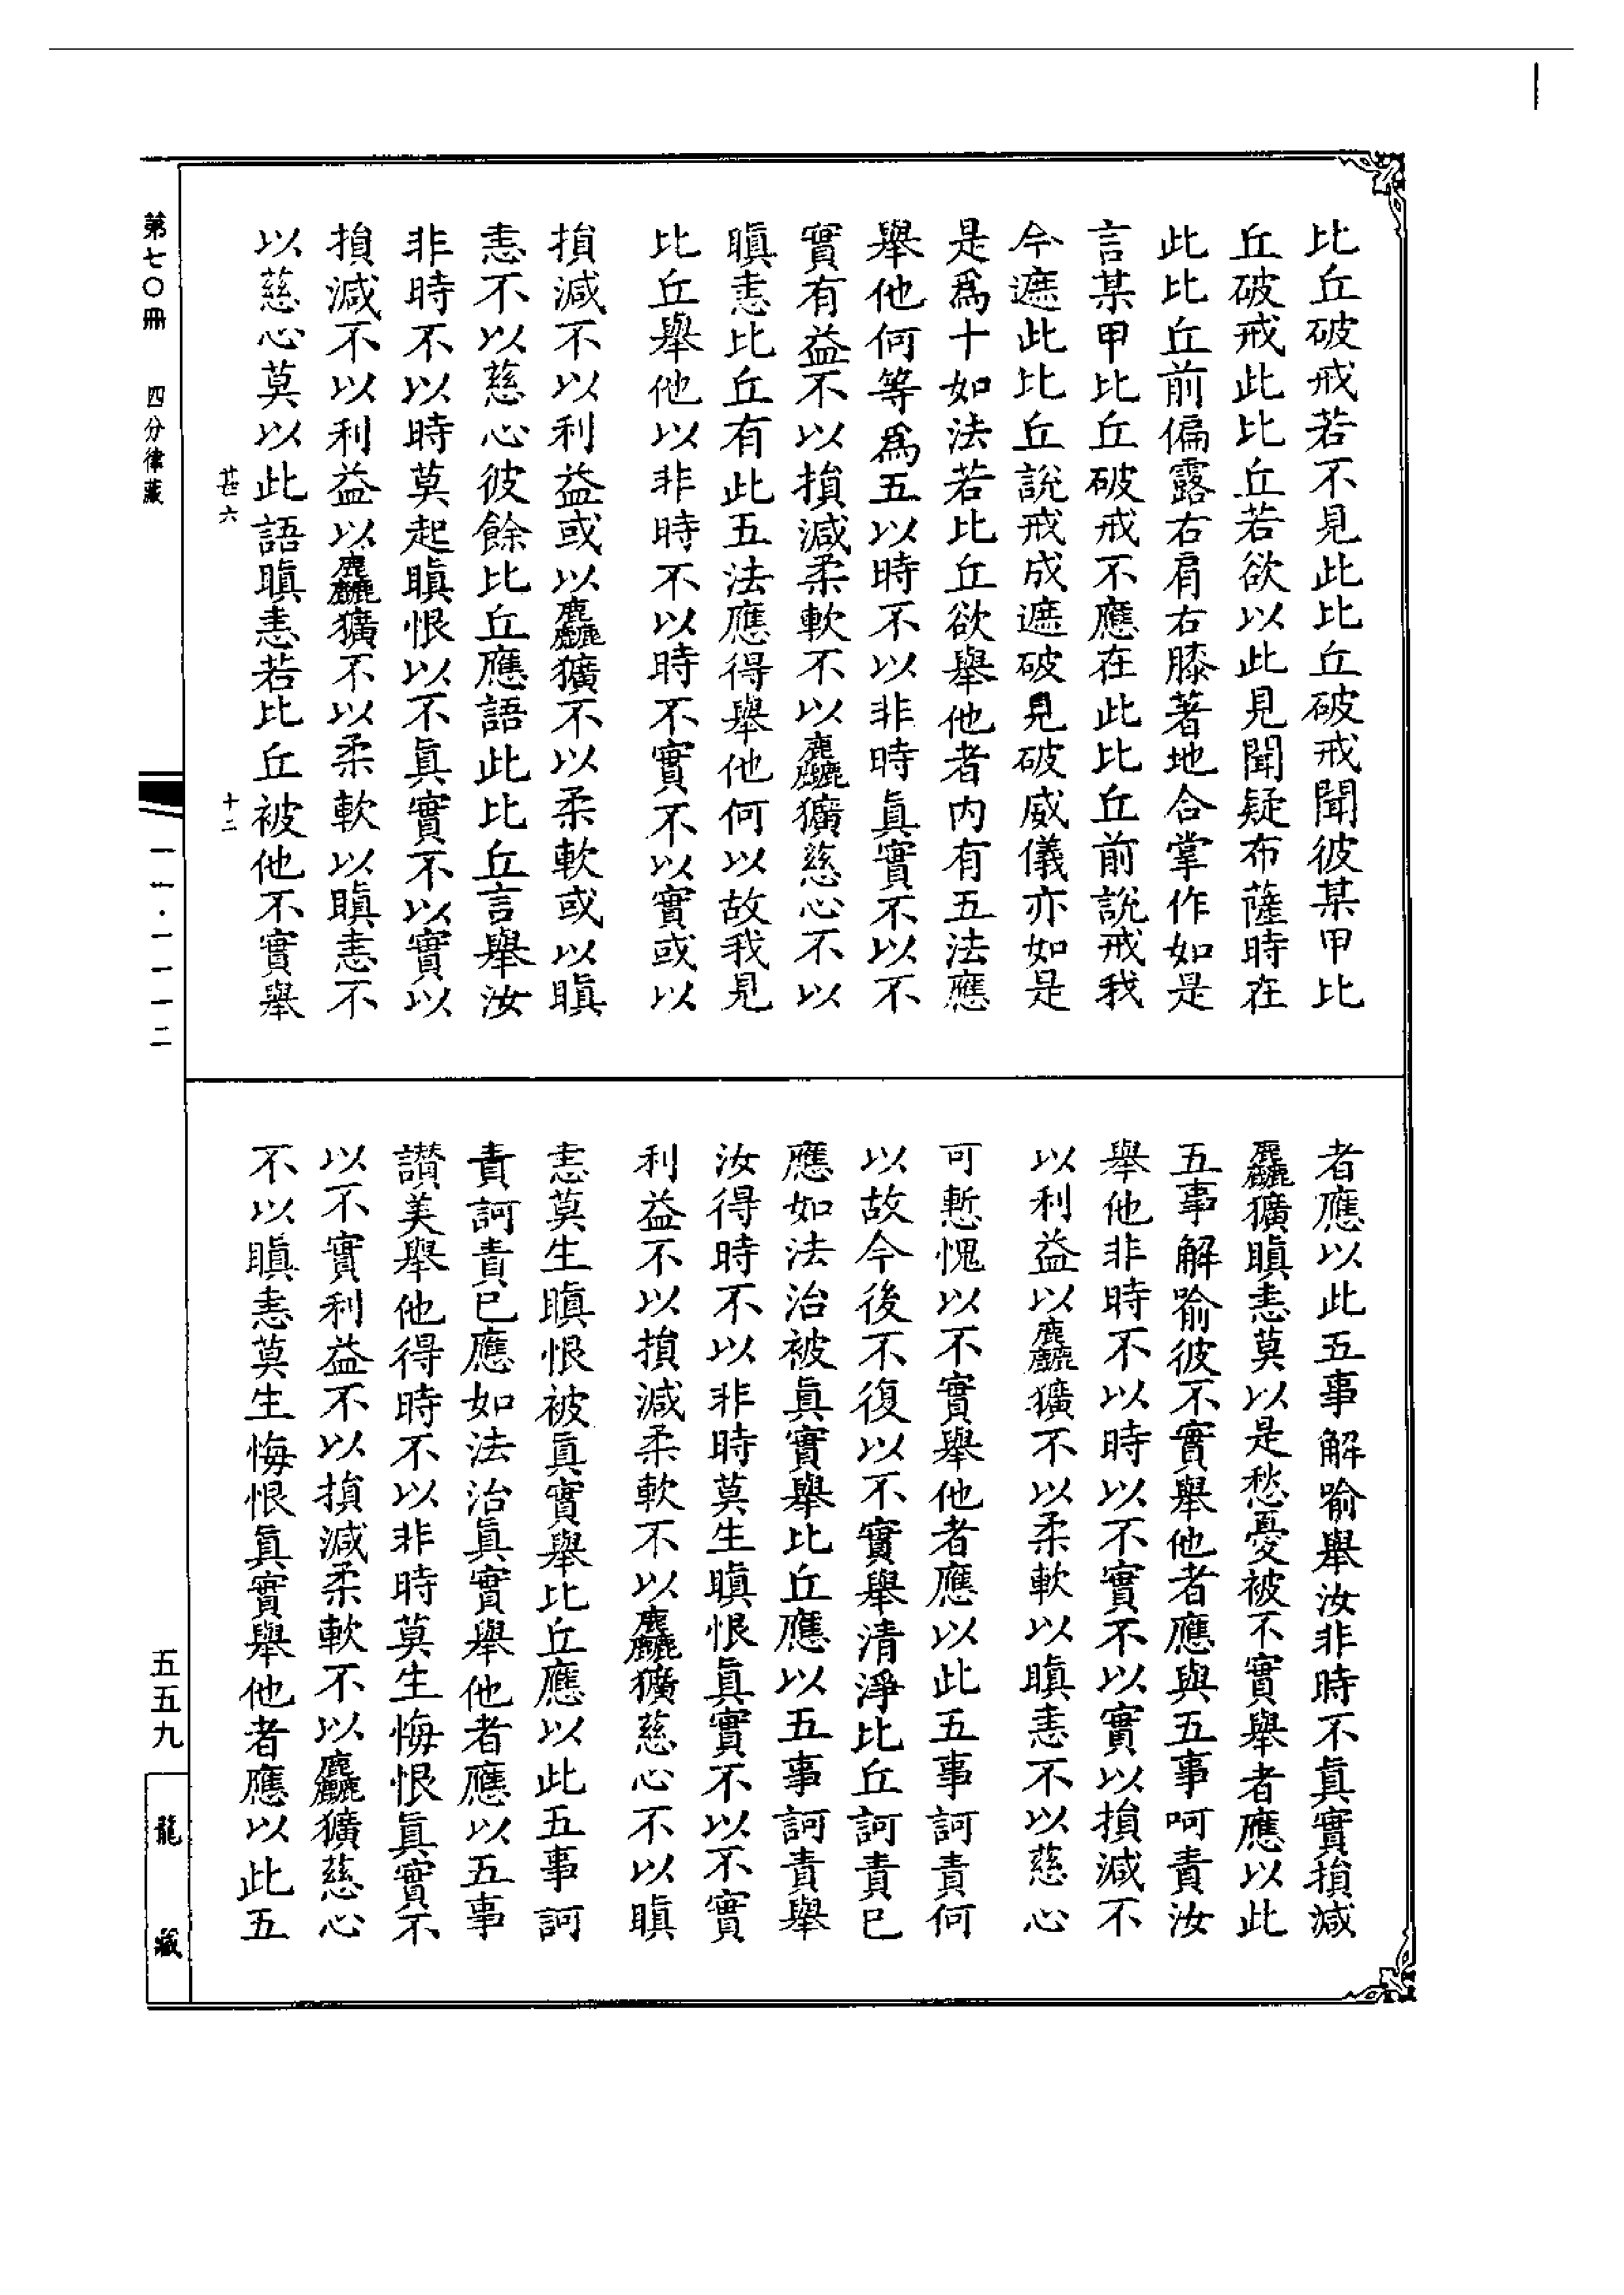 比丘破戒若不見此比丘破戒聞彼某甲比
丘破戒此比丘若欲以此見聞疑布薩時在
此比丘前偏露右肩右膝著地合掌作如是
言某甲比丘破戒不應在此比丘前說戒我
今遮此比丘說戒成遮破見破威儀亦如是
是爲十如法若比丘欲舉他者内有五法應
舉他何等爲五以時不以非時眞實不以不
實有益不以損減柔軟不以麤獷慈心不以
瞋恚比丘有此五法應得舉他何以故我見
比丘舉他以非時不以時不實不以實或以
損減不以利益或以麤獷不以柔軟或以瞋
恚不以慈心彼餘比丘應語此比丘言舉汝
非時不以時莫起瞋恨以不眞實不以實以
損減不以利益以麤獷不以柔軟以瞋恚不
以慈心莫以此語瞋恚若比丘被他不實舉
者應以此五事解喻舉汝非時不眞實損減
麤獷瞋恚莫以是愁憂被不實舉者應以此
五事解喻彼不實舉他者應與五事呵責汝
舉他非時不以時以不實不以實以損減不
以利益以麤獷不以柔軟以瞋恚不以慈心
可慙愧以不實舉他者應以此五事訶責何
以故今後不復以不實舉清淨比丘訶責已
應如法治被眞實舉比丘應以五事訶責舉
汝得時不以非時莫生瞋恨眞實不以不實
利益不以損減柔軟不以麤獷慈心不以瞋
恚莫生瞋恨被眞實舉比丘應以此五事訶
責訶責已應如法治眞實舉他者應以五事
讃美舉他得時不以非時莫生悔恨眞實不
以不實利益不以損減柔軟不以麤獷慈心
不以瞋恚莫生悔恨眞實舉他者應以此五
第七〇冊 四分律藏
甚六 十二
一一·一一一二
五五九
龍藏